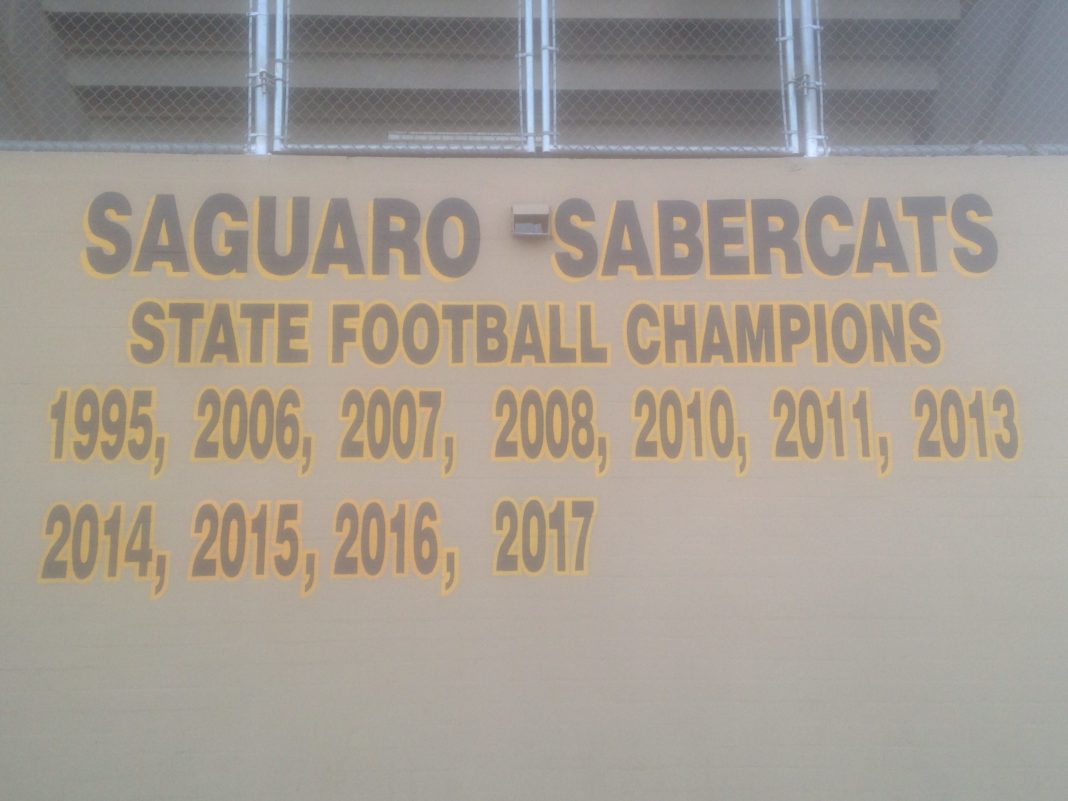 SAGUARO SABERCATS
STATE FOOTBALL CHAMPIONS
1995, 2006, 2007, 2008, 2010, 2011, 2013
2014, 2015, 2016, 2017